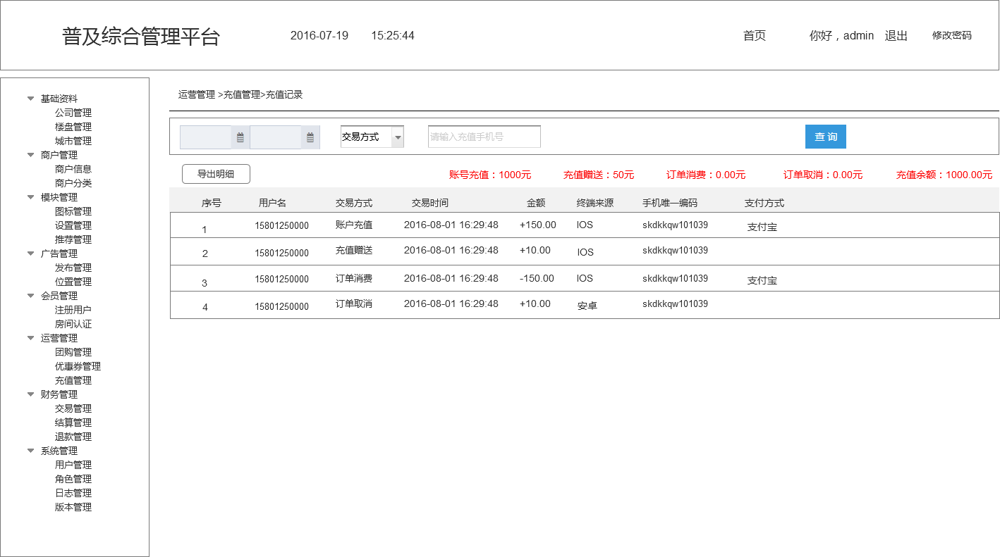 普及综合管理平台 2016-07-19 15:25:44 首页 你好，admin 退出 修改密码
基础资料
公司管理
楼盘管理
城市管理
商户管理
商户信息
商户分类
模块管理
图标管理
设置管理
推荐管理
广告管理
发布管理
位置管理
会员管理
注册用户
房间认证
运营管理
团购管理
优惠券管理
充值管理
财务管理
交易管理
结算管理
退款管理
系统管理
用户管理
角色管理
日志管理
版本管理
运营管理 >充值管理>充值记录
交易方式 请输入充值手机号 查 询
导出明细 账号充值：1000元 充值赠送：50元 订单消费：0.00元 订单取消：0.00元 充值余额：1000.00元
序号 用户名 交易方式 交易时间 金额 终端来源 手机唯一编码 支付方式
1 15801250000 账户充值 2016-08-01 16:29:48 +150.00 IOS skdkkqw101039 支付宝
2 15801250000 充值赠送 2016-08-01 16:29:48 +10.00 IOS skdkkqw101039
3 15801250000 订单消费 2016-08-01 16:29:48 -150.00 IOS skdkkqw101039 支付宝
4 15801250000 订单取消 2016-08-01 16:29:48 +10.00 安卓 skdkkqw101039